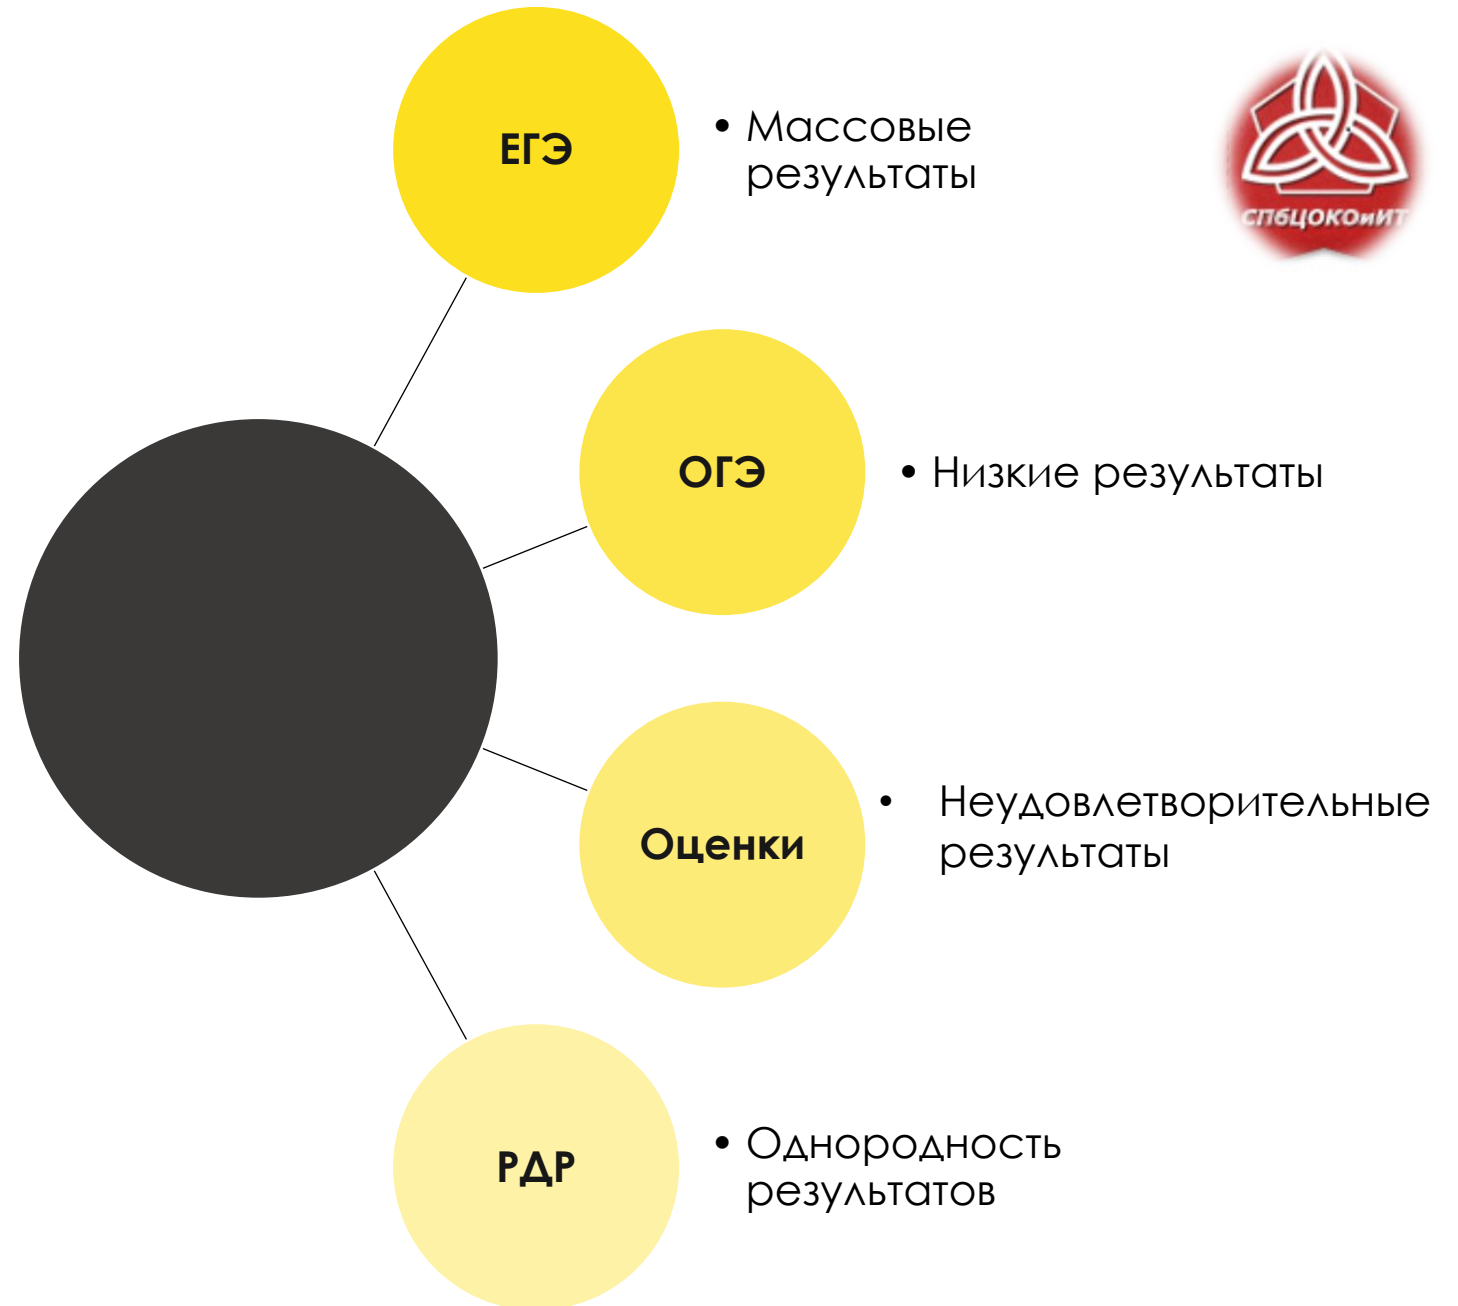 ЕГЭ
• Массовые
результаты
СПбЦОКОиИТ
ОГЭ
• Низкие результаты
Оценки
• Неудовлетворительные
результаты
РДР
• Однородность
результатов